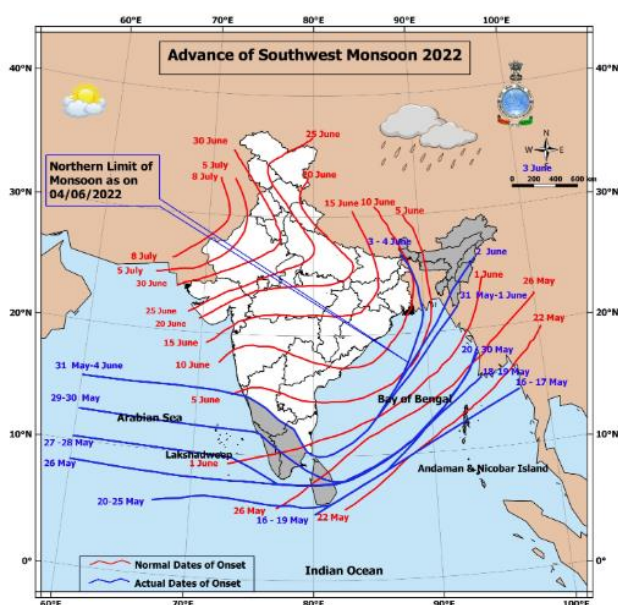 60°E 70°E 80°E 90°E 100°E
Advance of Southwest Monsoon 2022
40°N 40°N
30°N 30°N
20°N 20°N
10°N 10°N
0° 0°
N
W E
S
3 June
0 200 400 600 km
Northern Limit of
Monsoon as on
04/06/2022
30 June
5 July
8 July
25 June
20 June
15 June
10 June
5 June
3 - 4 June
2 June
1 June
26 May
31 May-1 June
22 May
8 July
5 July
30 June
25 June
20 June
15 June
10 June
5 June
20 - 30 May
18-19 May
16 - 17 May
31 May-4 June
29-30 May
27 -28 May
26 May
20-25 May
Arabian Sea
Bay of Bengal
Lakshadweep
1 June
Andaman & Nicobar Island
26 May
16 - 19 May
22 May
Normal Dates of Onset
Actual Dates of Onset
Indian Ocean
60°E 70°E 80°E 90°E 100°E